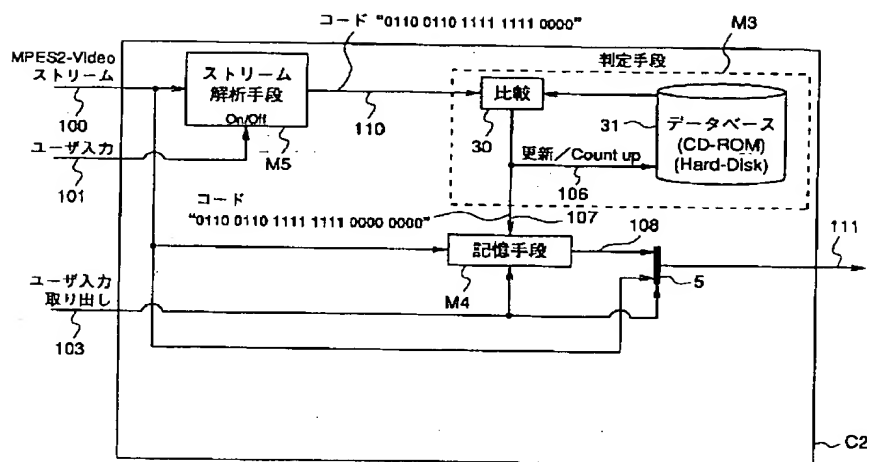 コード "0110 0110 1111 1111 0000"
M3
MPES2-Video
ストリーム
100
ストリーム
解析手段
On/Off
M5
110
判定手段
比較
30
31
データベース
(CD-ROM)
(Hard-Disk)
ユーザ入力
101
更新/Count up
106
コード
"0110 0110 1111 1111 0000 0000"
107
記憶手段
M4
108
5
111
ユーザ入力
取り出し
103
C2